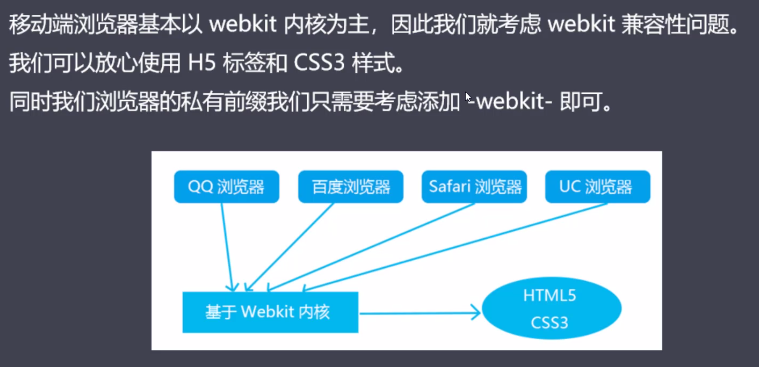 移动端浏览器基本以 webkit 内核为主，因此我们就考虑 webkit 兼容性问题。
我们可以放心使用 H5 标签和 CSS3 样式。
同时我们浏览器的私有前缀我们只需要考虑添加 -webkit- 即可。
QQ 浏览器
百度浏览器
Safari 浏览器
UC 浏览器
基于 Webkit 内核
HTML5
CSS3